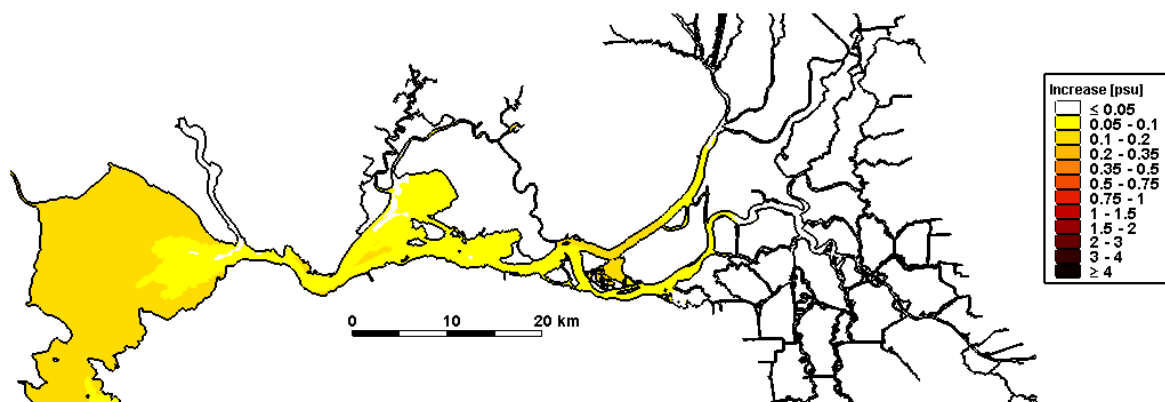 Increase [psu]
≤ 0.05
0.05 - 0.1
0.1 - 0.2
0.2 - 0.35
0.35 - 0.5
0.5 - 0.75
0.75 - 1
1 - 1.5
1.5 - 2
2 - 3
3 - 4
≥ 4
0 10 20 km